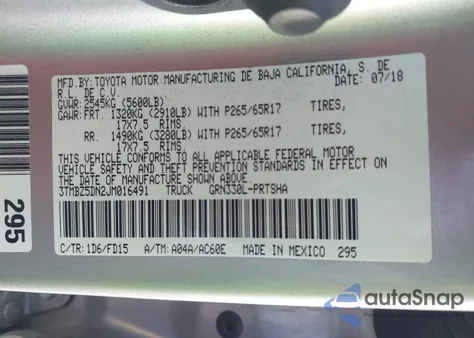 MFD.BY: TOYOTA MOTOR MANUFACTURING DE BAJA CALIFORNIA, S. DE
R.L. DE C.V. DATE: 07/18
GVWR: 2545KG (5600LB)
GAWR: FRT. 1320KG (2910LB) WITH P265/65R17 TIRES,
17X7.5 RIMS
RR. 1490KG (3280LB) WITH P265/65R17 TIRES,
17X7.5 RIMS
THIS VEHICLE CONFORMS TO ALL APPLICABLE FEDERAL MOTOR
VEHICLE SAFETY AND THEFT PREVENTION STANDARDS IN EFFECT ON
THE DATE OF MANUFACTURE SHOWN ABOVE.
3TMBZ5DN2JM016491 TRUCK GRN330L-PRTSHA
C/TR: 1D6/FD15 A/TM: A04A/AC60E MADE IN MEXICO 295
295
autoSnap